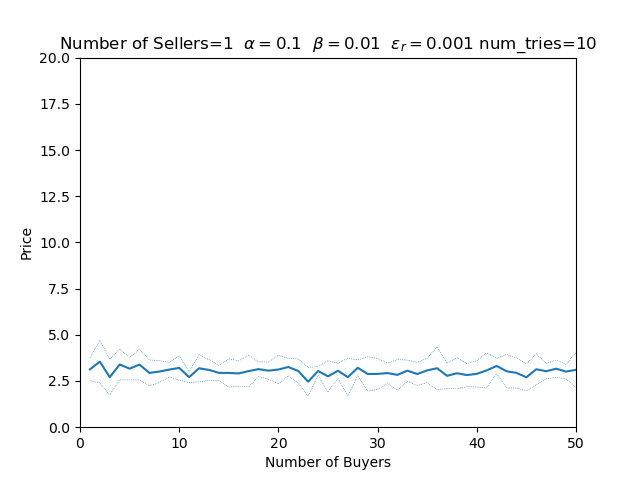 Number of Sellers=1 α = 0.1 β = 0.01 εr = 0.001 num_tries=10
20.0
17.5
15.0
12.5
10.0
7.5
5.0
2.5
0.0
Price
0 10 20 30 40 50
Number of Buyers